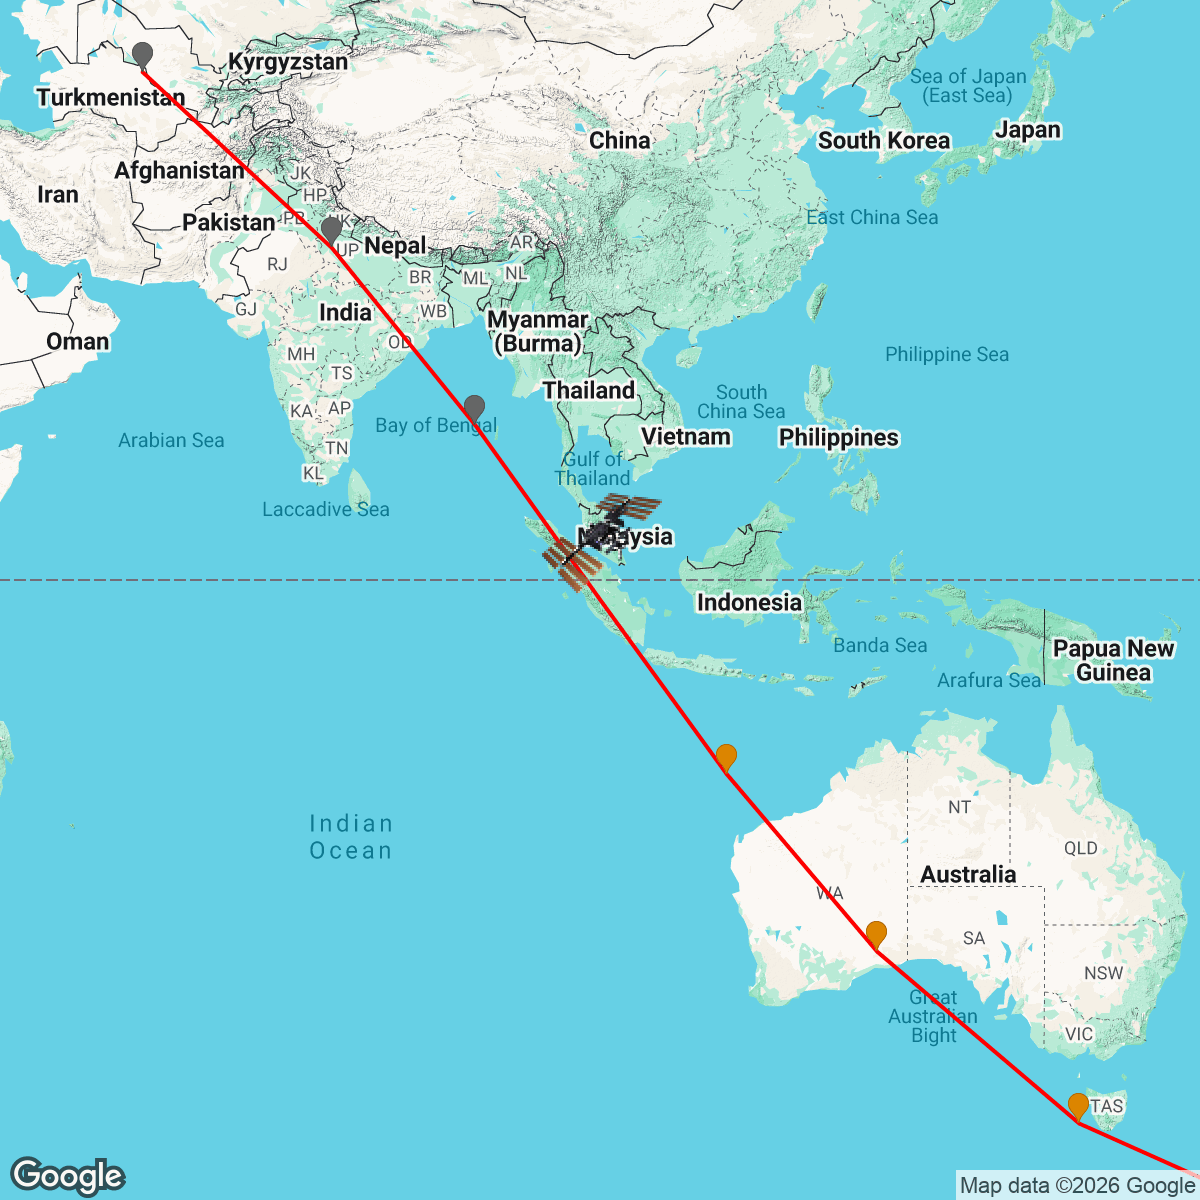 Kyrgyzstan
Sea of Japan
(East Sea)
Turkmenistan
China
South Korea
Japan
Afghanistan
JK
Iran
HP
Pakistan
PB
UK
East China Sea
Nepal
AR
UP
RJ
BR
ML
NL
GJ
India
WB
Myanmar
(Burma)
Oman
OD
MH
Philippine Sea
TS
Thailand
South
China Sea
KA
AP
Bay of Bengal
Arabian Sea
Vietnam
Philippines
TN
Gulf of
Thailand
KL
Laccadive Sea
Malaysia
Indonesia
Banda Sea
Papua New
Guinea
Arafura Sea
NT
Indian
Ocean
QLD
Australia
WA
SA
NSW
Great
Australian
Bight
VIC
TAS
Google
Map data ©2026 Google